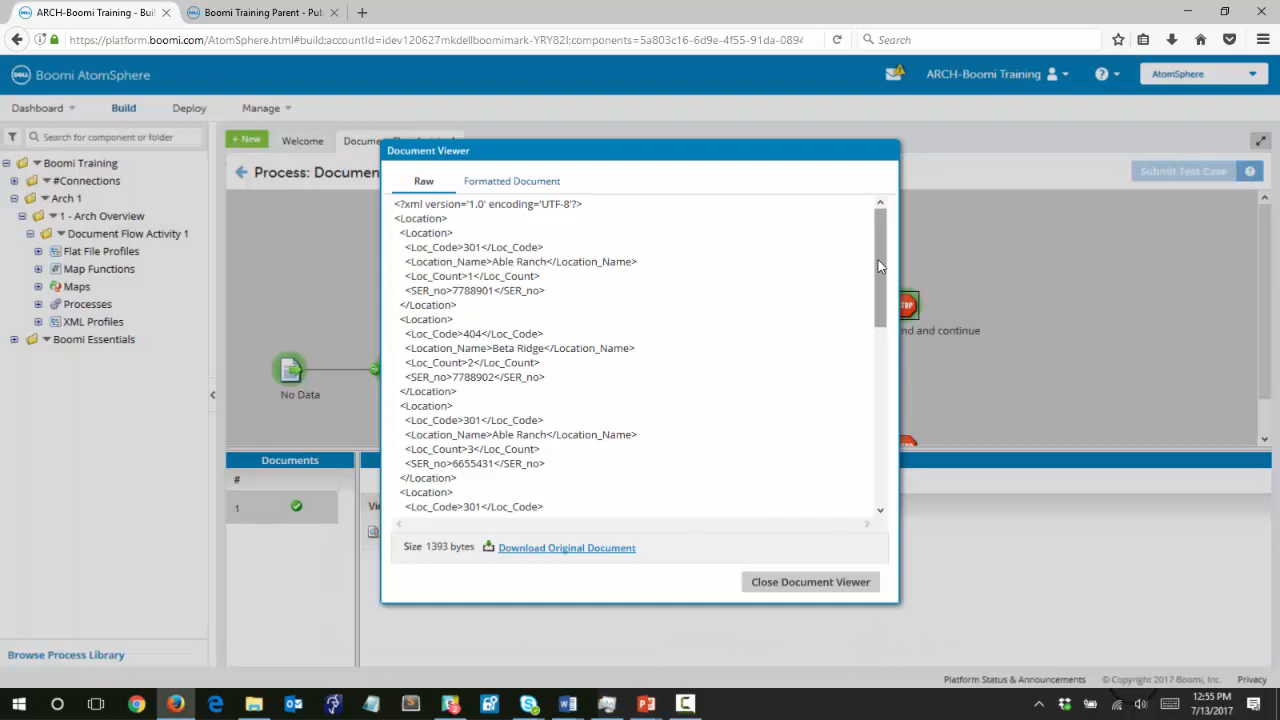 ARCH-Boomi Training - Buil
Boomi Training Parent - Pub
https://platform.boomi.com/AtomSphere.html#build;accountId=idev120627mkdellboomimark-YRY82I;components=5a803c16-6d9e-4f55-91da-0894
Search
DELL Boomi AtomSphere
ARCH-Boomi Training
AtomSphere
Dashboard Build Deploy Manage
Search for component or folder
+ New Welcome
Boomi Training
#Connections
Arch 1
1 - Arch Overview
Document Flow Activity 1
Flat File Profiles
Map Functions
Maps
Processes
XML Profiles
Boomi Essentials
Browse Process Library
Process: Documen
Submit Test Case
No Data
nd and continue
Documents
#
1
Document Viewer
Raw Formatted Document
<?xml version='1.0' encoding='UTF-8'?>
<Location>
<Location>
<Loc_Code>301</Loc_Code>
<Location_Name>Able Ranch</Location_Name>
<Loc_Count>1</Loc_Count>
<SER_no>7788901</SER_no>
</Location>
<Location>
<Loc_Code>404</Loc_Code>
<Location_Name>Beta Ridge</Location_Name>
<Loc_Count>2</Loc_Count>
<SER_no>7788902</SER_no>
</Location>
<Location>
<Loc_Code>301</Loc_Code>
<Location_Name>Able Ranch</Location_Name>
<Loc_Count>3</Loc_Count>
<SER_no>6655431</SER_no>
</Location>
<Location>
<Loc_Code>301</Loc_Code>
Size 1393 bytes Download Original Document
Close Document Viewer
Platform Status & Announcements © Copyright 2017 Boomi, Inc. Privacy
12:55 PM
7/13/2017